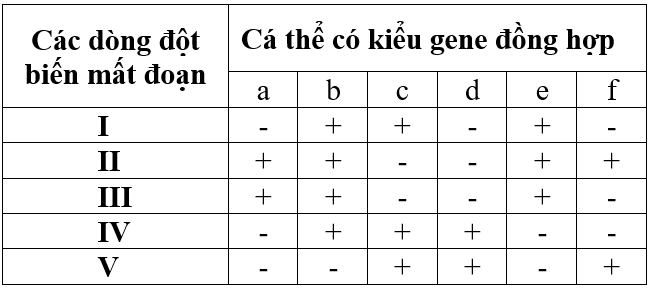 Các dòng đột biến mất đoạn
Cá thể có kiểu gene đồng hợp
a b c d e f
I - + + - + -
II + + - - + +
III + + - - + -
IV - + + + - -
V - - + + - +